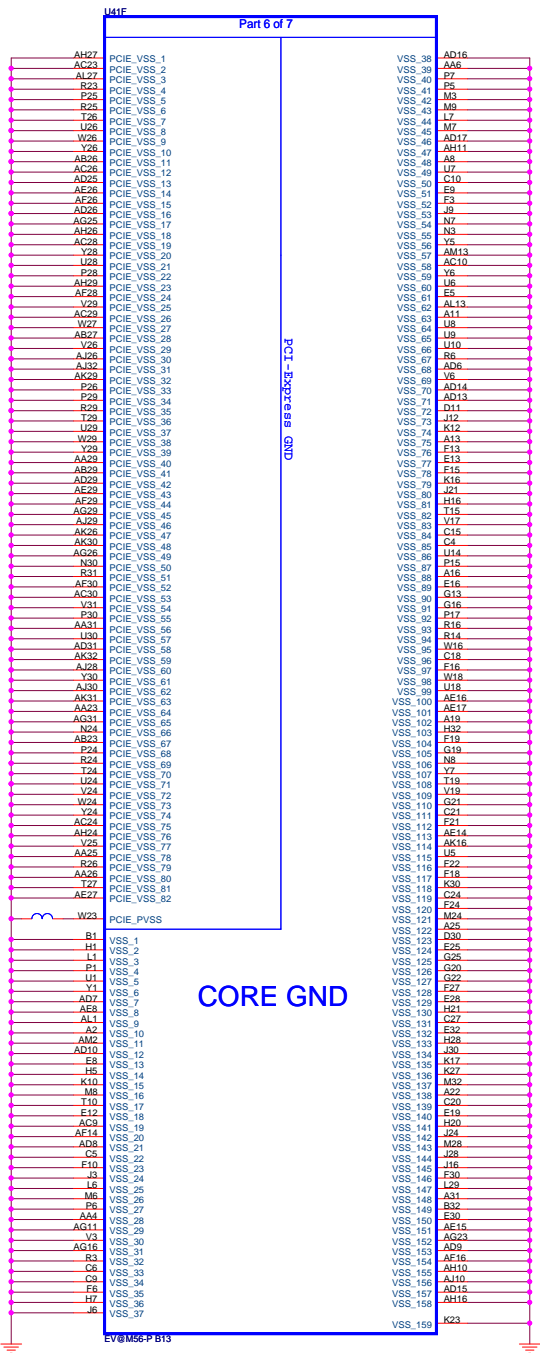 U41F
Part 6 of 7
AH27 PCIE_VSS_1
AC23 PCIE_VSS_2
AL27 PCIE_VSS_3
R23 PCIE_VSS_4
P25 PCIE_VSS_5
R25 PCIE_VSS_6
T26 PCIE_VSS_7
U26 PCIE_VSS_8
W26 PCIE_VSS_9
Y26 PCIE_VSS_10
AB26 PCIE_VSS_11
AC26 PCIE_VSS_12
AD25 PCIE_VSS_13
AE26 PCIE_VSS_14
AF26 PCIE_VSS_15
AD26 PCIE_VSS_16
AG25 PCIE_VSS_17
AH26 PCIE_VSS_18
AC28 PCIE_VSS_19
Y28 PCIE_VSS_20
U28 PCIE_VSS_21
P28 PCIE_VSS_22
AH29 PCIE_VSS_23
AF28 PCIE_VSS_24
V29 PCIE_VSS_25
AC29 PCIE_VSS_26
W27 PCIE_VSS_27
AB27 PCIE_VSS_28
V26 PCIE_VSS_29
AJ26 PCIE_VSS_30
AJ32 PCIE_VSS_31
AK29 PCIE_VSS_32
P26 PCIE_VSS_33
P29 PCIE_VSS_34
R29 PCIE_VSS_35
T29 PCIE_VSS_36
U29 PCIE_VSS_37
W29 PCIE_VSS_38
Y29 PCIE_VSS_39
AA29 PCIE_VSS_40
AB29 PCIE_VSS_41
AD29 PCIE_VSS_42
AE29 PCIE_VSS_43
AF29 PCIE_VSS_44
AG29 PCIE_VSS_45
AJ29 PCIE_VSS_46
AK26 PCIE_VSS_47
AK30 PCIE_VSS_48
AG26 PCIE_VSS_49
N30 PCIE_VSS_50
R31 PCIE_VSS_51
AF30 PCIE_VSS_52
AC30 PCIE_VSS_53
V31 PCIE_VSS_54
P30 PCIE_VSS_55
AA31 PCIE_VSS_56
U30 PCIE_VSS_57
AD31 PCIE_VSS_58
AK32 PCIE_VSS_59
AJ28 PCIE_VSS_60
Y30 PCIE_VSS_61
AJ30 PCIE_VSS_62
AK31 PCIE_VSS_63
AA23 PCIE_VSS_64
AG31 PCIE_VSS_65
N24 PCIE_VSS_66
AB23 PCIE_VSS_67
P24 PCIE_VSS_68
R24 PCIE_VSS_69
T24 PCIE_VSS_70
U24 PCIE_VSS_71
V24 PCIE_VSS_72
W24 PCIE_VSS_73
Y24 PCIE_VSS_74
AC24 PCIE_VSS_75
AH24 PCIE_VSS_76
V25 PCIE_VSS_77
AA25 PCIE_VSS_78
R26 PCIE_VSS_79
AA26 PCIE_VSS_80
T27 PCIE_VSS_81
AE27 PCIE_VSS_82
W23 PCIE_PVSS
B1 VSS_1
H1 VSS_2
L1 VSS_3
P1 VSS_4
U1 VSS_5
Y1 VSS_6
AD7 VSS_7
AE8 VSS_8
AL1 VSS_9
A2 VSS_10
AM2 VSS_11
AD10 VSS_12
E8 VSS_13
H5 VSS_14
K10 VSS_15
M8 VSS_16
T10 VSS_17
E12 VSS_18
AC9 VSS_19
AF14 VSS_20
AD8 VSS_21
C5 VSS_22
F10 VSS_23
J3 VSS_24
L6 VSS_25
M6 VSS_26
P6 VSS_27
AA4 VSS_28
AG11 VSS_29
V3 VSS_30
AG16 VSS_31
R3 VSS_32
C6 VSS_33
C9 VSS_34
F6 VSS_35
H7 VSS_36
J6 VSS_37
PCI-Express GND
CORE GND
VSS_38 AD16
VSS_39 AA6
VSS_40 P7
VSS_41 P5
VSS_42 M3
VSS_43 M9
VSS_44 L7
VSS_45 M7
VSS_46 AD17
VSS_47 AH11
VSS_48 A8
VSS_49 U7
VSS_50 C10
VSS_51 E9
VSS_52 F3
VSS_53 J9
VSS_54 N7
VSS_55 N3
VSS_56 Y5
VSS_57 AM13
VSS_58 AC10
VSS_59 Y6
VSS_60 U6
VSS_61 E5
VSS_62 AL13
VSS_63 A11
VSS_64 U8
VSS_65 U9
VSS_66 U10
VSS_67 R6
VSS_68 AD6
VSS_69 V6
VSS_70 AD14
VSS_71 AD13
VSS_72 D11
VSS_73 J12
VSS_74 K12
VSS_75 A13
VSS_76 F13
VSS_77 E13
VSS_78 F15
VSS_79 K16
VSS_80 J21
VSS_81 H16
VSS_82 T15
VSS_83 V17
VSS_84 C15
VSS_85 C4
VSS_86 U14
VSS_87 P15
VSS_88 A16
VSS_89 E16
VSS_90 G13
VSS_91 G16
VSS_92 P17
VSS_93 R16
VSS_94 R14
VSS_95 W16
VSS_96 C18
VSS_97 F16
VSS_98 W18
VSS_99 U18
VSS_100 AE16
VSS_101 AE17
VSS_102 A19
VSS_103 H32
VSS_104 F19
VSS_105 G19
VSS_106 N8
VSS_107 Y7
VSS_108 T19
VSS_109 V19
VSS_110 G21
VSS_111 C21
VSS_112 F21
VSS_113 AE14
VSS_114 AK16
VSS_115 U5
VSS_116 F22
VSS_117 F18
VSS_118 K30
VSS_119 C24
VSS_120 F24
VSS_121 M24
VSS_122 A25
VSS_123 D30
VSS_124 E25
VSS_125 G25
VSS_126 G20
VSS_127 G22
VSS_128 F27
VSS_129 E28
VSS_130 H21
VSS_131 C27
VSS_132 E32
VSS_133 H28
VSS_134 J30
VSS_135 K17
VSS_136 K27
VSS_137 M32
VSS_138 A22
VSS_139 C20
VSS_140 E19
VSS_141 H20
VSS_142 J24
VSS_143 M28
VSS_144 J28
VSS_145 J16
VSS_146 F30
VSS_147 L29
VSS_148 A31
VSS_149 B32
VSS_150 E30
VSS_151 AE15
VSS_152 AG23
VSS_153 AD9
VSS_154 AF16
VSS_155 AH10
VSS_156 AJ10
VSS_157 AD15
VSS_158 AH16
VSS_159 K23
EV@M56-P B13